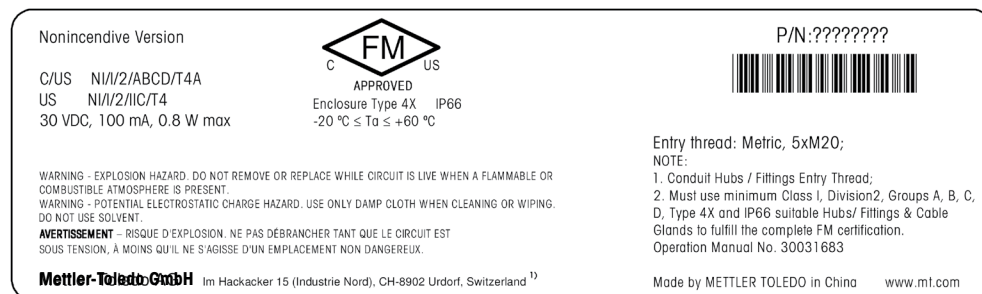 Nonincendive Version
C/US NI/I/2/ABCD/T4A
US NI/I/2/IIC/T4
30 VDC, 100 mA, 0.8 W max
FM
C US
APPROVED
Enclosure Type 4X IP66
-20 ºC ≤ Ta ≤ +60 ºC
WARNING - EXPLOSION HAZARD. DO NOT REMOVE OR REPLACE WHILE CIRCUIT IS LIVE WHEN A FLAMMABLE OR
COMBUSTIBLE ATMOSPHERE IS PRESENT.
WARNING - POTENTIAL ELECTROSTATIC CHARGE HAZARD. USE ONLY DAMP CLOTH WHEN CLEANING OR WIPING.
DO NOT USE SOLVENT.
AVERTISSEMENT – RISQUE D'EXPLOSION. NE PAS DÉBRANCHER TANT QUE LE CIRCUIT EST
SOUS TENSION, À MOINS QU'IL NE S'AGISSE D'UN EMPLACEMENT NON DANGEREUX.
Mettler-Toledo GmbH Im Hackacker 15 (Industrie Nord), CH-8902 Urdorf, Switzerland 1)
P/N:????????
Entry thread: Metric, 5xM20;
NOTE:
1. Conduit Hubs / Fittings Entry Thread;
2. Must use minimum Class I, Division2, Groups A, B, C,
D, Type 4X and IP66 suitable Hubs/ Fittings & Cable
Glands to fulfill the complete FM certification.
Operation Manual No. 30031683
Made by METTLER TOLEDO in China www.mt.com